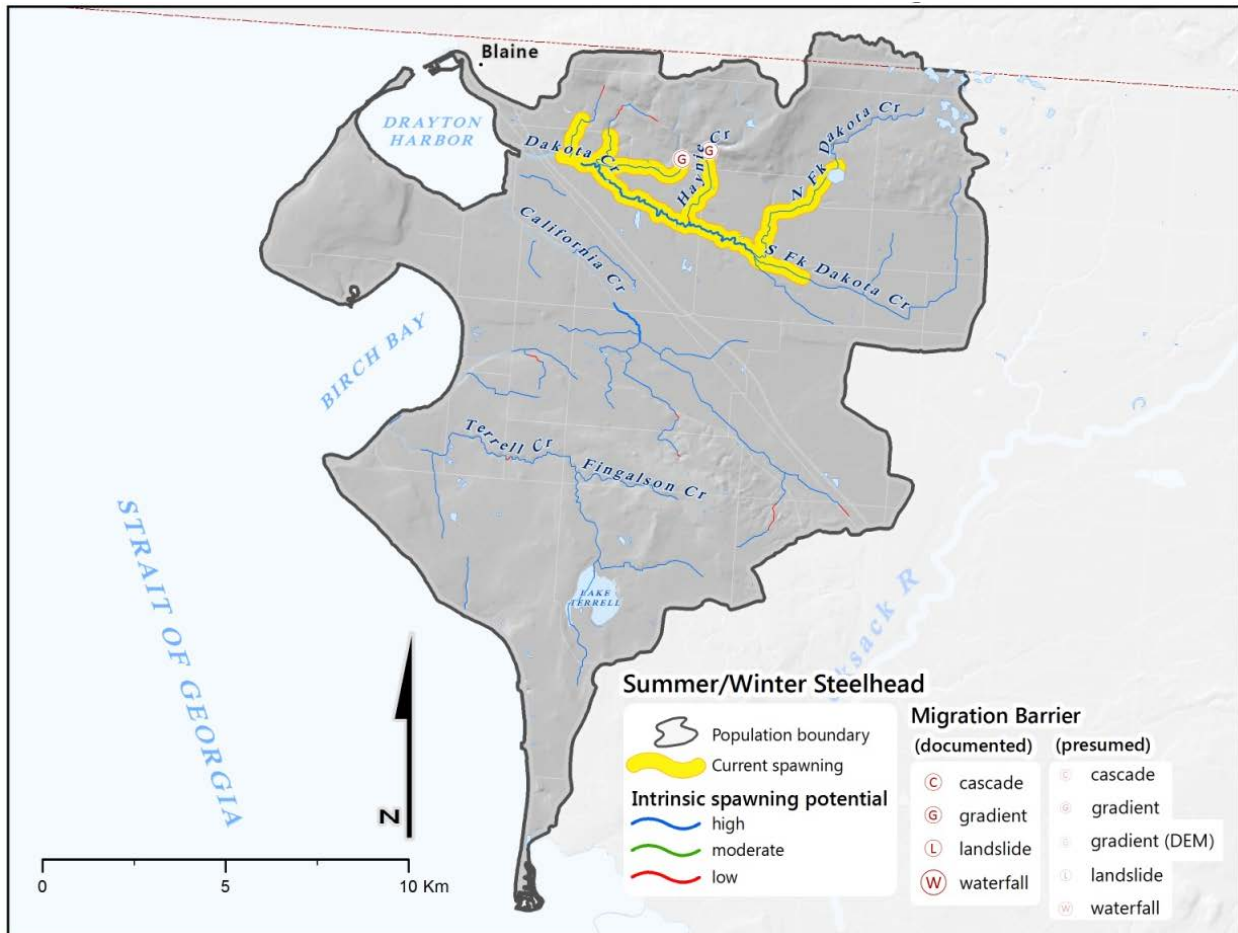 Blaine
DRAYTON
HARBOR
Dakota Cr
Haynie Cr
N Fk Dakota Cr
S Fk Dakota Cr
California Cr
G
G
BIRCH BAY
Terrell Cr
Fingalson Cr
LAKE
TERRELL
STRAIT OF GEORGIA
ksack R
N
0 5 10 Km
Summer/Winter Steelhead
Population boundary
Current spawning
Intrinsic spawning potential
high
moderate
low
Migration Barrier
(documented)
C cascade
G gradient
L landslide
W waterfall
(presumed)
C cascade
G gradient
G gradient (DEM)
L landslide
W waterfall